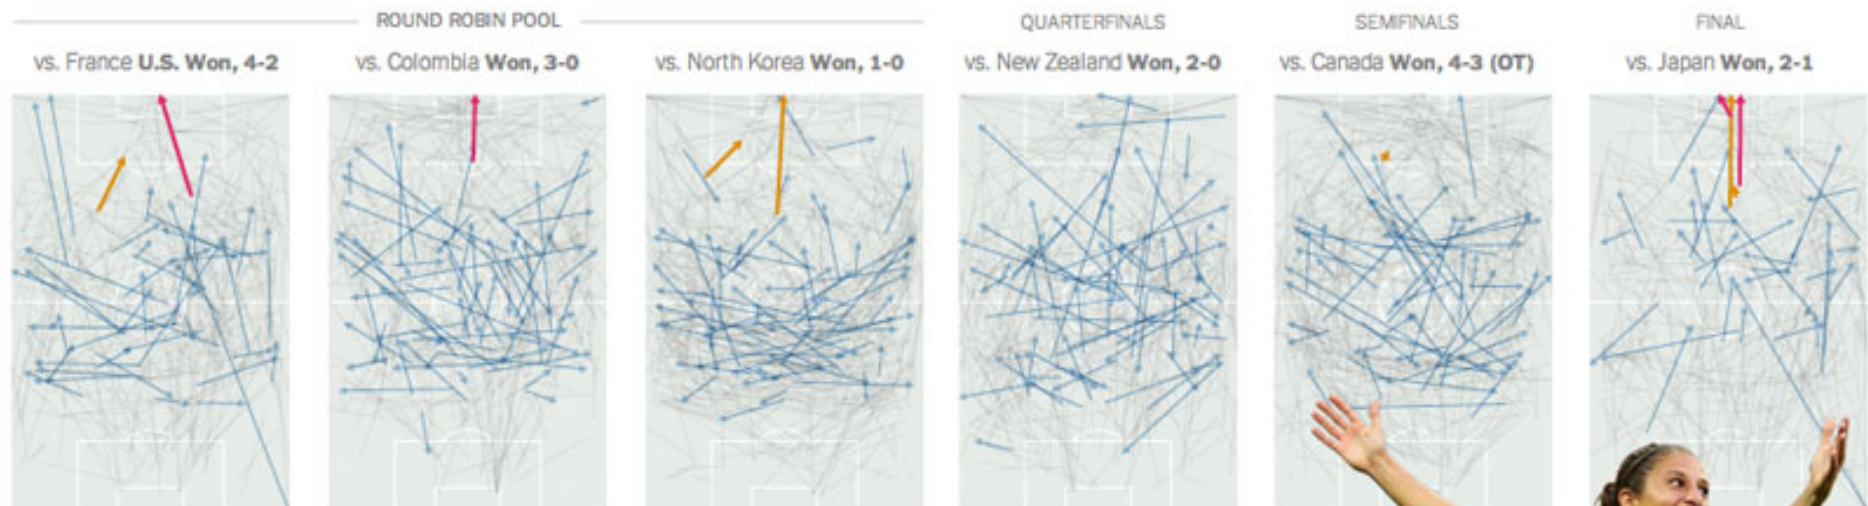 ROUND ROBIN POOL
QUARTERFINALS
SEMIFINALS
FINAL
vs. France U.S. Won, 4-2
vs. Colombia Won, 3-0
vs. North Korea Won, 1-0
vs. New Zealand Won, 2-0
vs. Canada Won, 4-3 (OT)
vs. Japan Won, 2-1